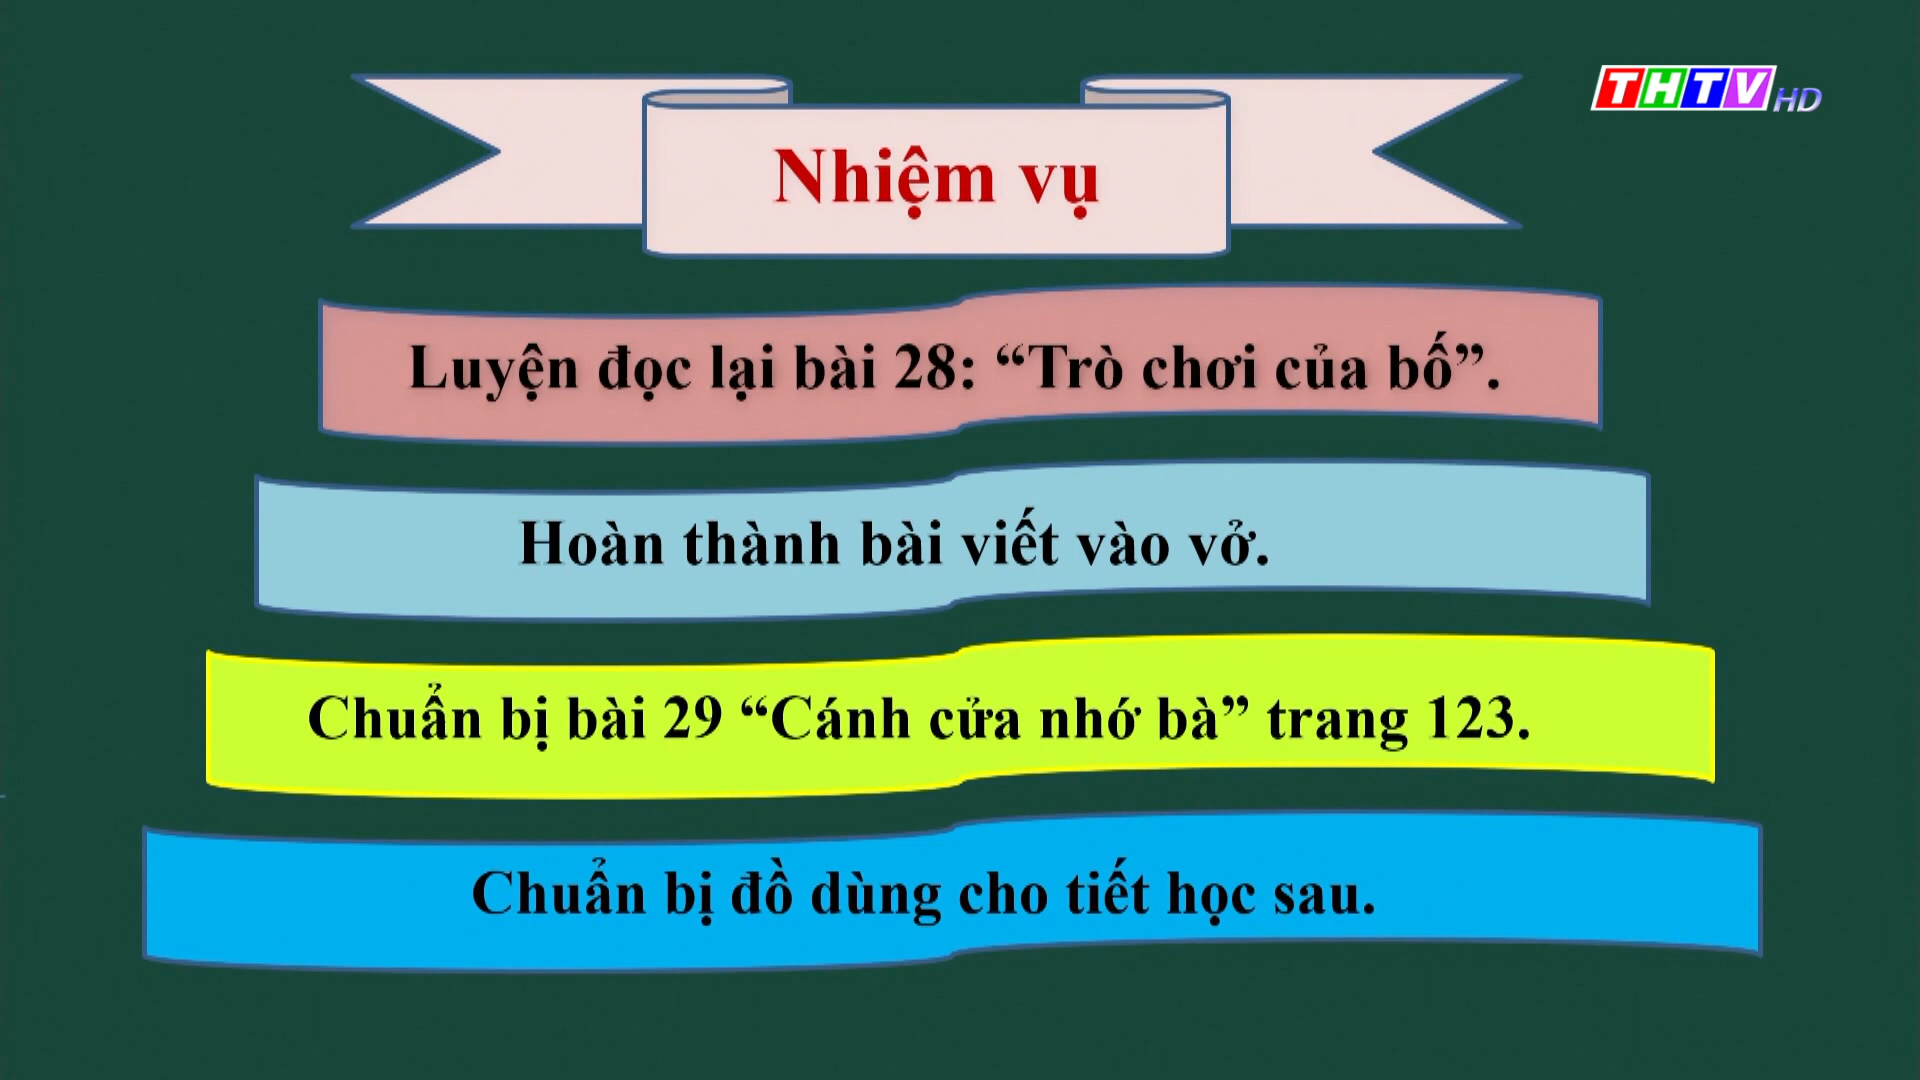 THTV HD
Nhiệm vụ
Luyện đọc lại bài 28: “Trò chơi của bố”.
Hoàn thành bài viết vào vở.
Chuẩn bị bài 29 “Cánh cửa nhớ bà” trang 123.
Chuẩn bị đồ dùng cho tiết học sau.